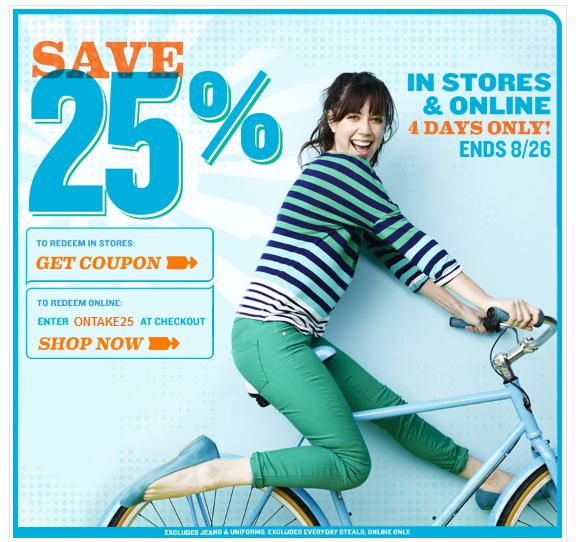 SAVE
25%
IN STORES
& ONLINE
4 DAYS ONLY!
ENDS 8/26
TO REDEEM IN STORES:
GET COUPON
TO REDEEM ONLINE:
ENTER ONTAKE25 AT CHECKOUT
SHOP NOW
EXCLUDES JEANS & UNIFORMS. EXCLUDES EVERYDAY STEALS, ONLINE ONLY.